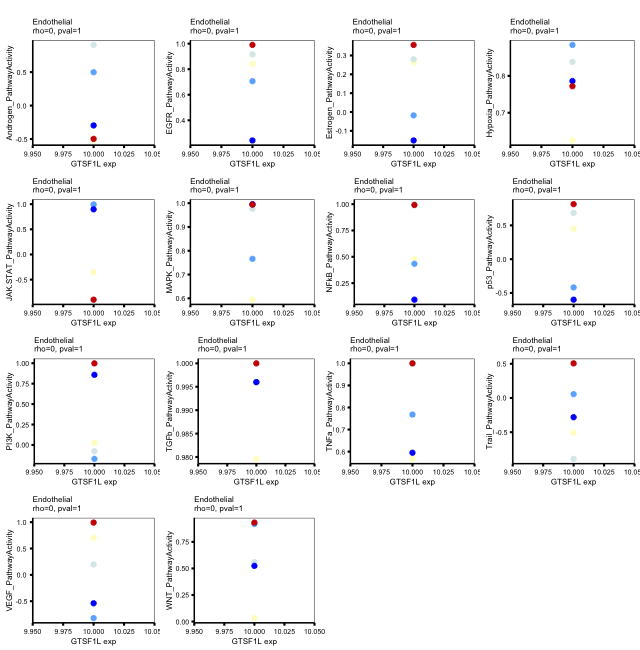 Endothelial
rho=0, pval=1
Androgen_PathwayActivity
0.5
0.0
-0.5
9.950 9.975 10.000 10.025 10.05
GTSF1L exp
Endothelial
rho=0, pval=1
EGFR_PathwayActivity
1.0
0.8
0.6
0.4
9.950 9.975 10.000 10.025 10.05
GTSF1L exp
Endothelial
rho=0, pval=1
Estrogen_PathwayActivity
0.3
0.2
0.1
0.0
-0.1
9.950 9.975 10.000 10.025 10.05
GTSF1L exp
Endothelial
rho=0, pval=1
Hypoxia_PathwayActivity
0.8
0.7
9.950 9.975 10.000 10.025 10.05
GTSF1L exp
Endothelial
rho=0, pval=1
JAK.STAT_PathwayActivity
1.0
0.5
0.0
-0.5
9.950 9.975 10.000 10.025 10.05
GTSF1L exp
Endothelial
rho=0, pval=1
MAPK_PathwayActivity
1.0
0.9
0.8
0.7
0.6
9.950 9.975 10.000 10.025 10.05
GTSF1L exp
Endothelial
rho=0, pval=1
NFkB_PathwayActivity
1.00
0.75
0.50
0.25
9.950 9.975 10.000 10.025 10.05
GTSF1L exp
Endothelial
rho=0, pval=1
p53_PathwayActivity
0.5
0.0
-0.5
9.950 9.975 10.000 10.025 10.05
GTSF1L exp
Endothelial
rho=0, pval=1
PI3K_PathwayActivity
1.00
0.75
0.50
0.25
0.00
9.950 9.975 10.000 10.025 10.05
GTSF1L exp
Endothelial
rho=0, pval=1
TGFb_PathwayActivity
1.000
0.995
0.990
0.985
0.980
9.950 9.975 10.000 10.025 10.05
GTSF1L exp
Endothelial
rho=0, pval=1
TNFa_PathwayActivity
1.0
0.9
0.8
0.7
0.6
9.950 9.975 10.000 10.025 10.05
GTSF1L exp
Endothelial
rho=0, pval=1
Trail_PathwayActivity
0.5
0.0
-0.5
9.950 9.975 10.000 10.025 10.05
GTSF1L exp
Endothelial
rho=0, pval=1
VEGF_PathwayActivity
1.0
0.5
0.0
-0.5
9.950 9.975 10.000 10.025 10.05
GTSF1L exp
Endothelial
rho=0, pval=1
WNT_PathwayActivity
0.75
0.50
0.25
0.00
9.950 9.975 10.000 10.025 10.050
GTSF1L exp